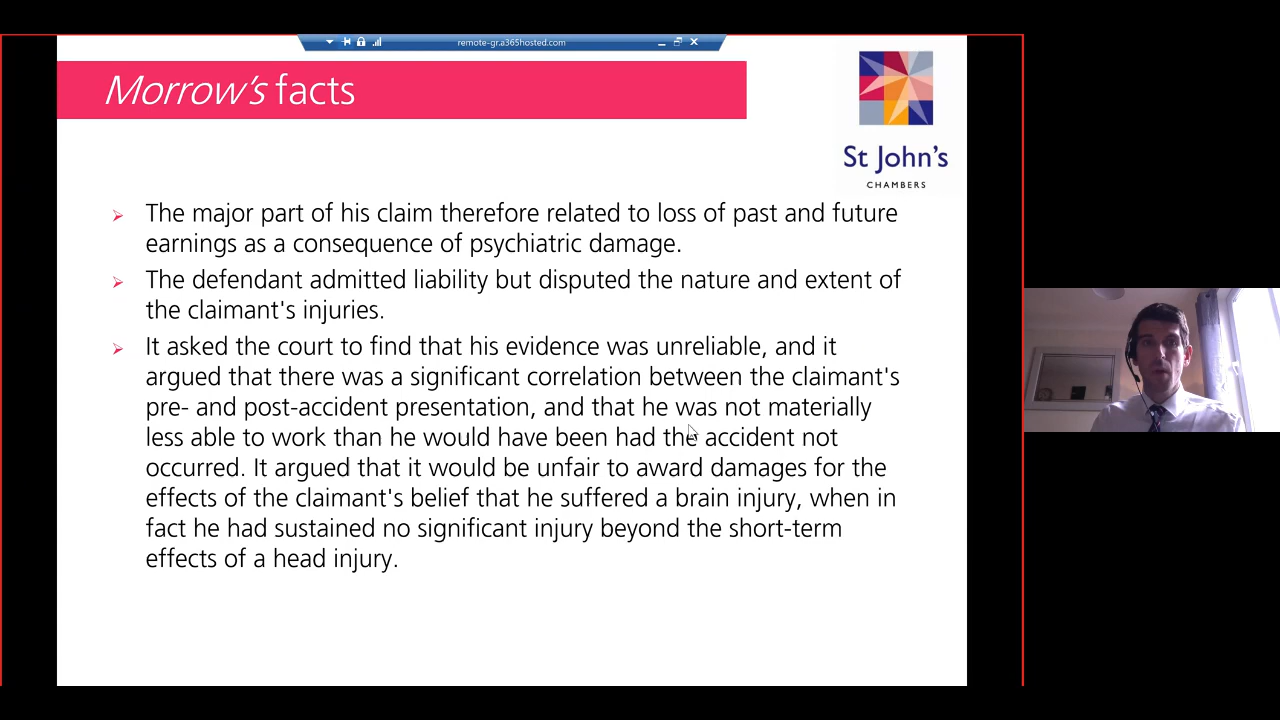 remote-gr.a365hosted.com
Morrow's facts
St John's
CHAMBERS
The major part of his claim therefore related to loss of past and future
earnings as a consequence of psychiatric damage.
The defendant admitted liability but disputed the nature and extent of
the claimant's injuries.
It asked the court to find that his evidence was unreliable, and it
argued that there was a significant correlation between the claimant's
pre- and post-accident presentation, and that he was not materially
less able to work than he would have been had the accident not
occurred. It argued that it would be unfair to award damages for the
effects of the claimant's belief that he suffered a brain injury, when in
fact he had sustained no significant injury beyond the short-term
effects of a head injury.